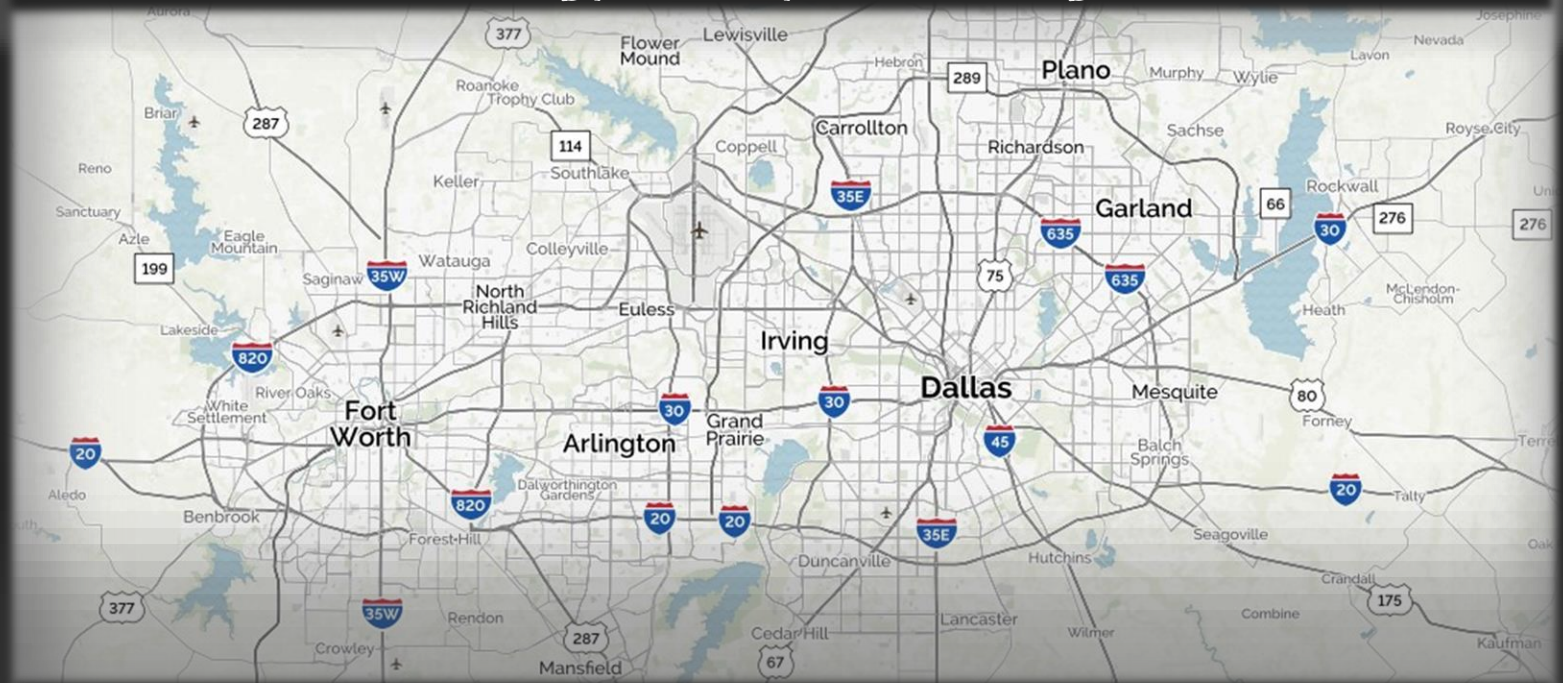 Aurora
377
Flower
Mound
Lewisville
Josephine
Nevada
Hebron
289
Plano
Murphy
Wylie
Lavon
Roanoke
Trophy Club
Briar
287
114
Carrollton
Coppell
Richardson
Sachse
Royse City
Reno
Keller
Southlake
35E
Garland
66
Rockwall
276
276
Sanctuary
Azle
Eagle
Mountain
199
Saginaw
35W
Watauga
Colleyville
635
30
75
635
North
Richland
Hills
Euless
McLendon-
Chisholm
Heath
Lakeside
820
Irving
River Oaks
White
Settlement
Fort
Worth
30
30
Dallas
Mesquite
80
Forney
Arlington
Grand
Prairie
45
Balch
Springs
20
Aledo
Benbrook
820
Dalworthington
Gardens
20
20
35E
20
Talty
Forest Hill
Duncanville
Hutchins
Seagoville
377
35W
Rendon
Crowley
287
Mansfield
Cedar Hill
67
Lancaster
Wilmer
Combine
Crandall
175
Kaufman